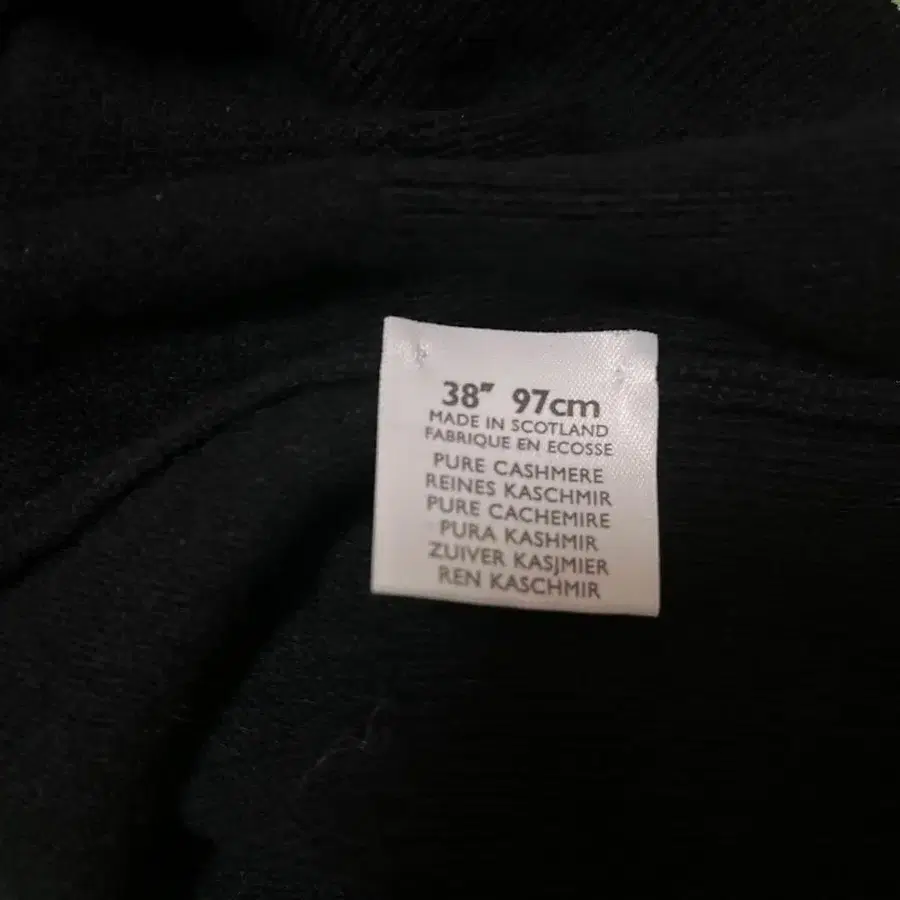 38" 97cm
MADE IN SCOTLAND
FABRIQUE EN ECOSSE
PURE CASHMERE
REINES KASCHMIR
PURE CACHEMIRE
PURA KASHMIR
ZUIVER KASJMIER
REN KASCHMIR